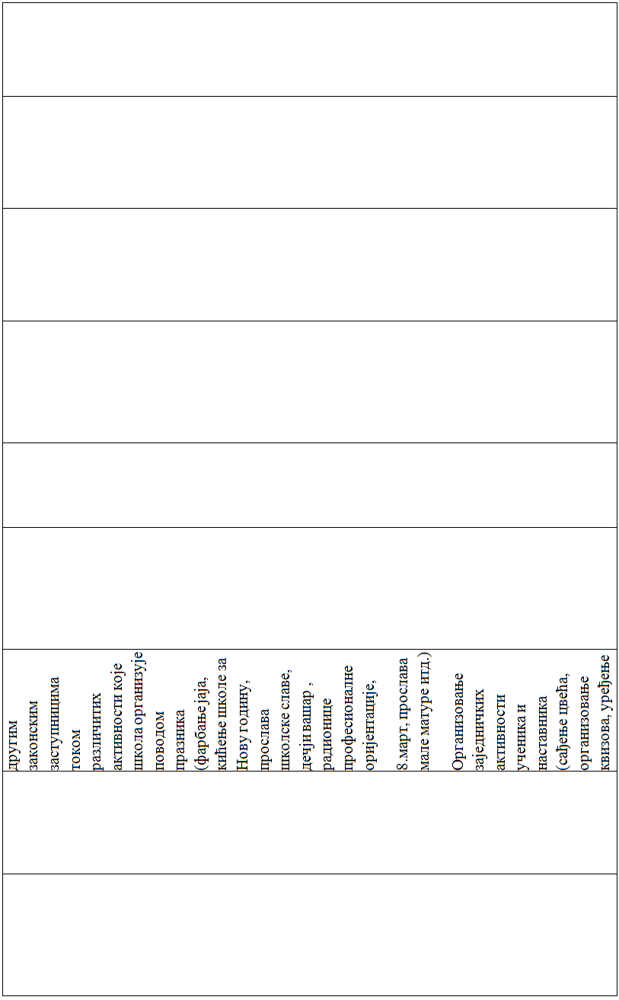 другим
законским
заступницима
током
различитих
активности које
школа организује
поводом
празника
(фарбање јаја,
кићење школе за
Нову годину,
прослава
школске славе,
дечји вашар ,
радионице
професионалне
оријентације,
8.март, прослава
мале матуре итд.)
Организовање
заједничких
активности
ученика и
наставника
(сађење цвећа,
организовање
квизова, уређење